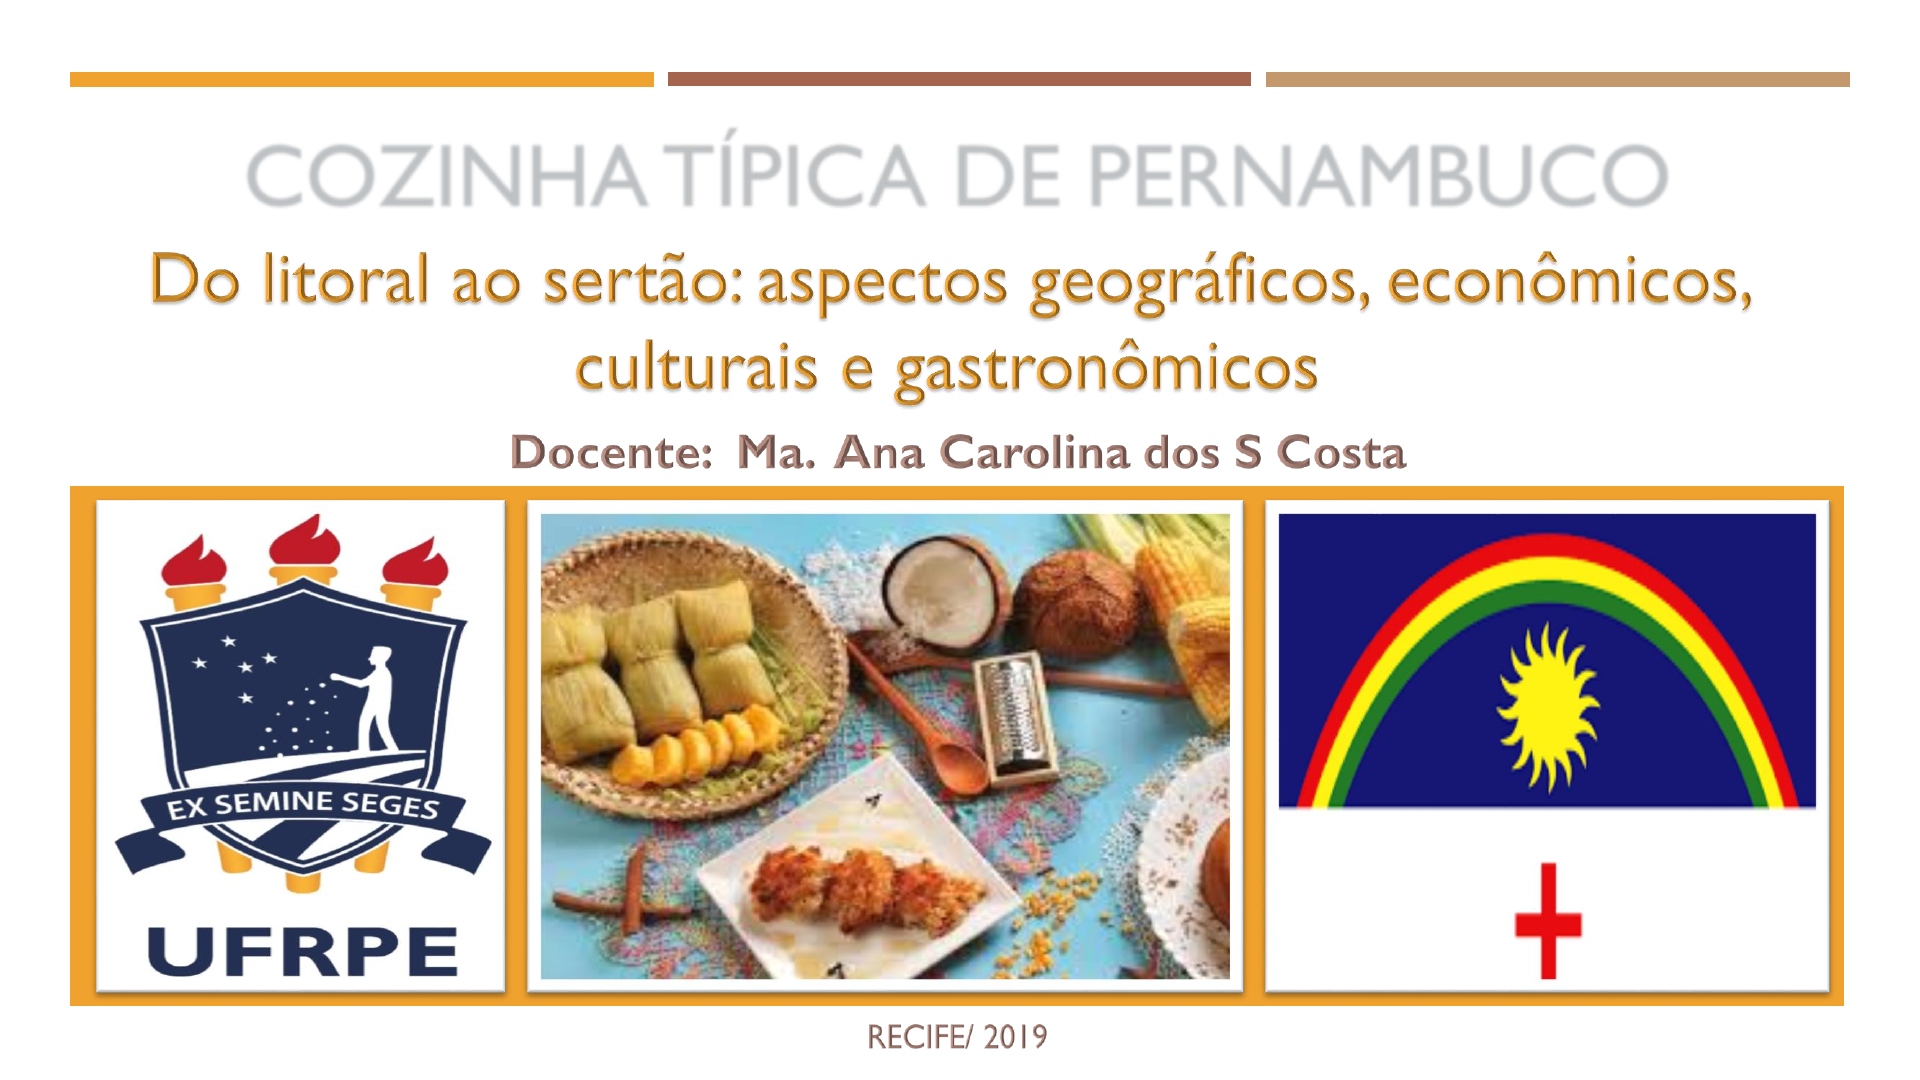 COZINHA TÍPICA DE PERNAMBUCO
Do litoral ao sertão: aspectos geográficos, econômicos,
culturais e gastronômicos
Docente: Ma. Ana Carolina dos S Costa
EX SEMINE SEGES
UFRPE
RECIFE/ 2019